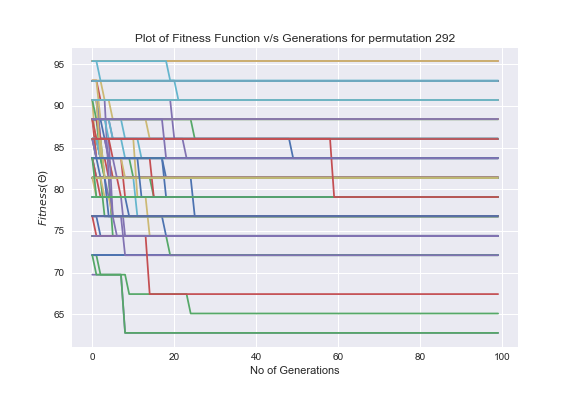 Plot of Fitness Function v/s Generations for permutation 292
Fitness(Θ)
95
90
85
80
75
70
65
0 20 40 60 80 100
No of Generations